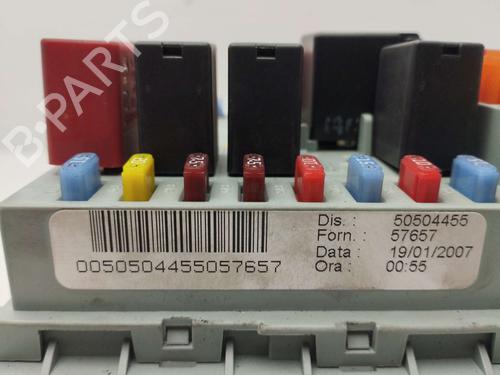 B-PARTS
Dis. : 50504455
Forn. : 57657
Data : 19/01/2007
Ora : 00:55
0050504455057657